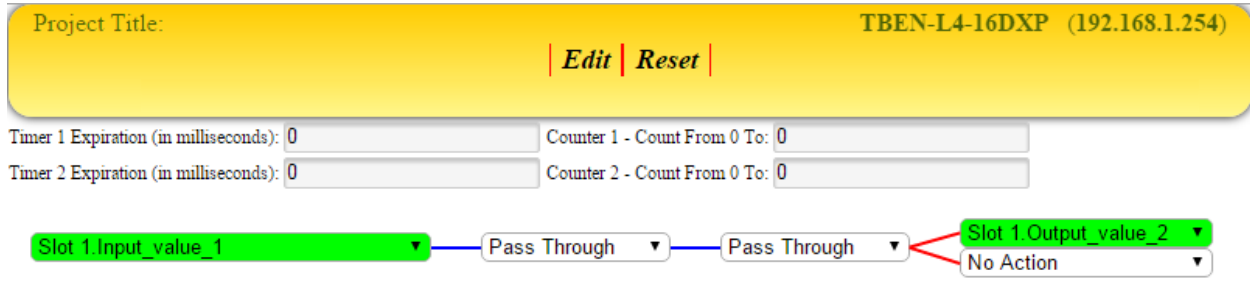 Project Title: TBEN-L4-16DXP (192.168.1.254)
| Edit | Reset |
Timer 1 Expiration (in milliseconds): 0 Counter 1 - Count From 0 To: 0
Timer 2 Expiration (in milliseconds): 0 Counter 2 - Count From 0 To: 0
Slot 1.Input_value_1 Pass Through Pass Through Slot 1.Output_value_2
No Action